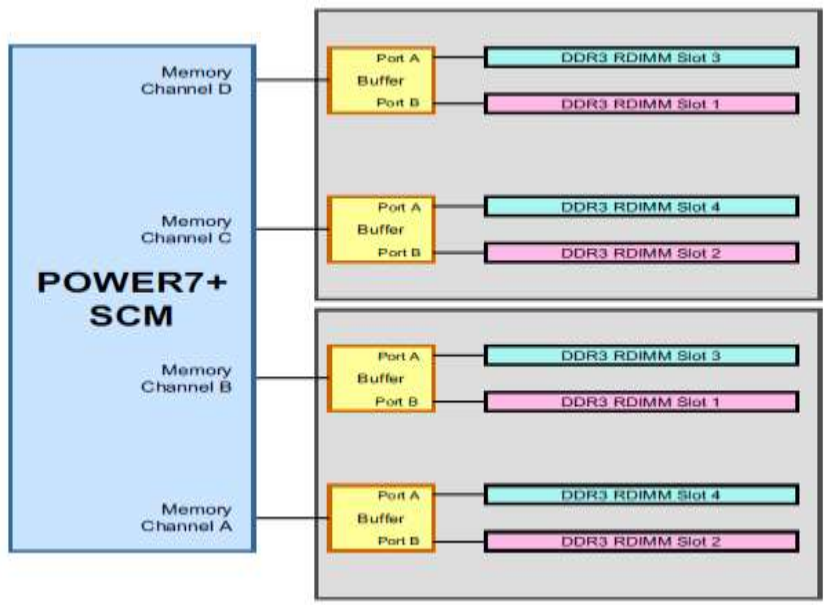 Memory
Channel D
Port A
Buffer
Port B
DDR3 RDIMM Slot 3
DDR3 RDIMM Slot 1
Memory
Channel C
Port A
Buffer
Port B
DDR3 RDIMM Slot 4
DDR3 RDIMM Slot 2
POWER7+
SCM
Memory
Channel B
Port A
Buffer
Port B
DDR3 RDIMM Slot 3
DDR3 RDIMM Slot 1
Memory
Channel A
Port A
Buffer
Port B
DDR3 RDIMM Slot 4
DDR3 RDIMM Slot 2